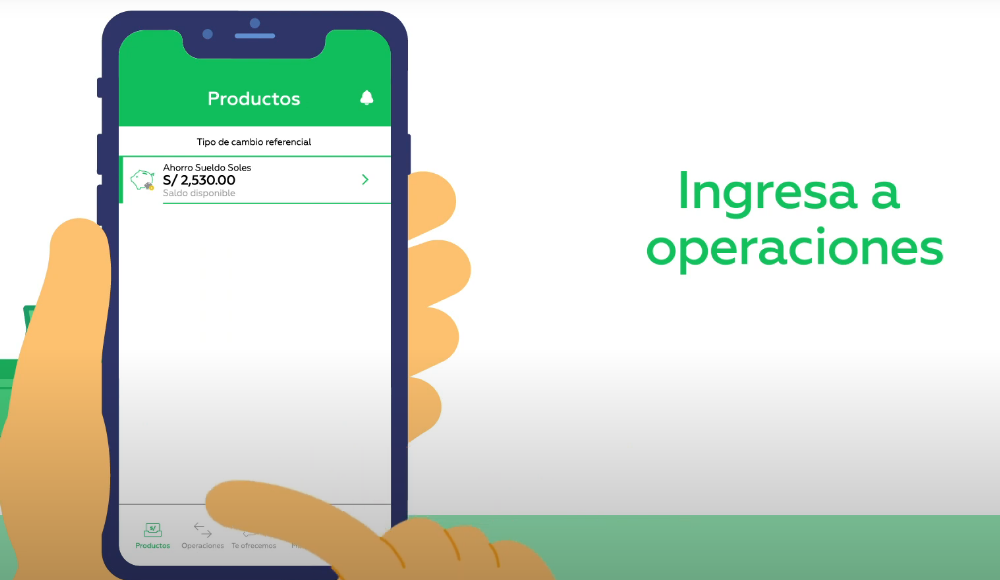 Productos
Tipo de cambio referencial
Ahorro Sueldo Soles
S/ 2,530.00
Saldo disponible
Ingresa a
operaciones
Productos Operaciones Te ofrecemos